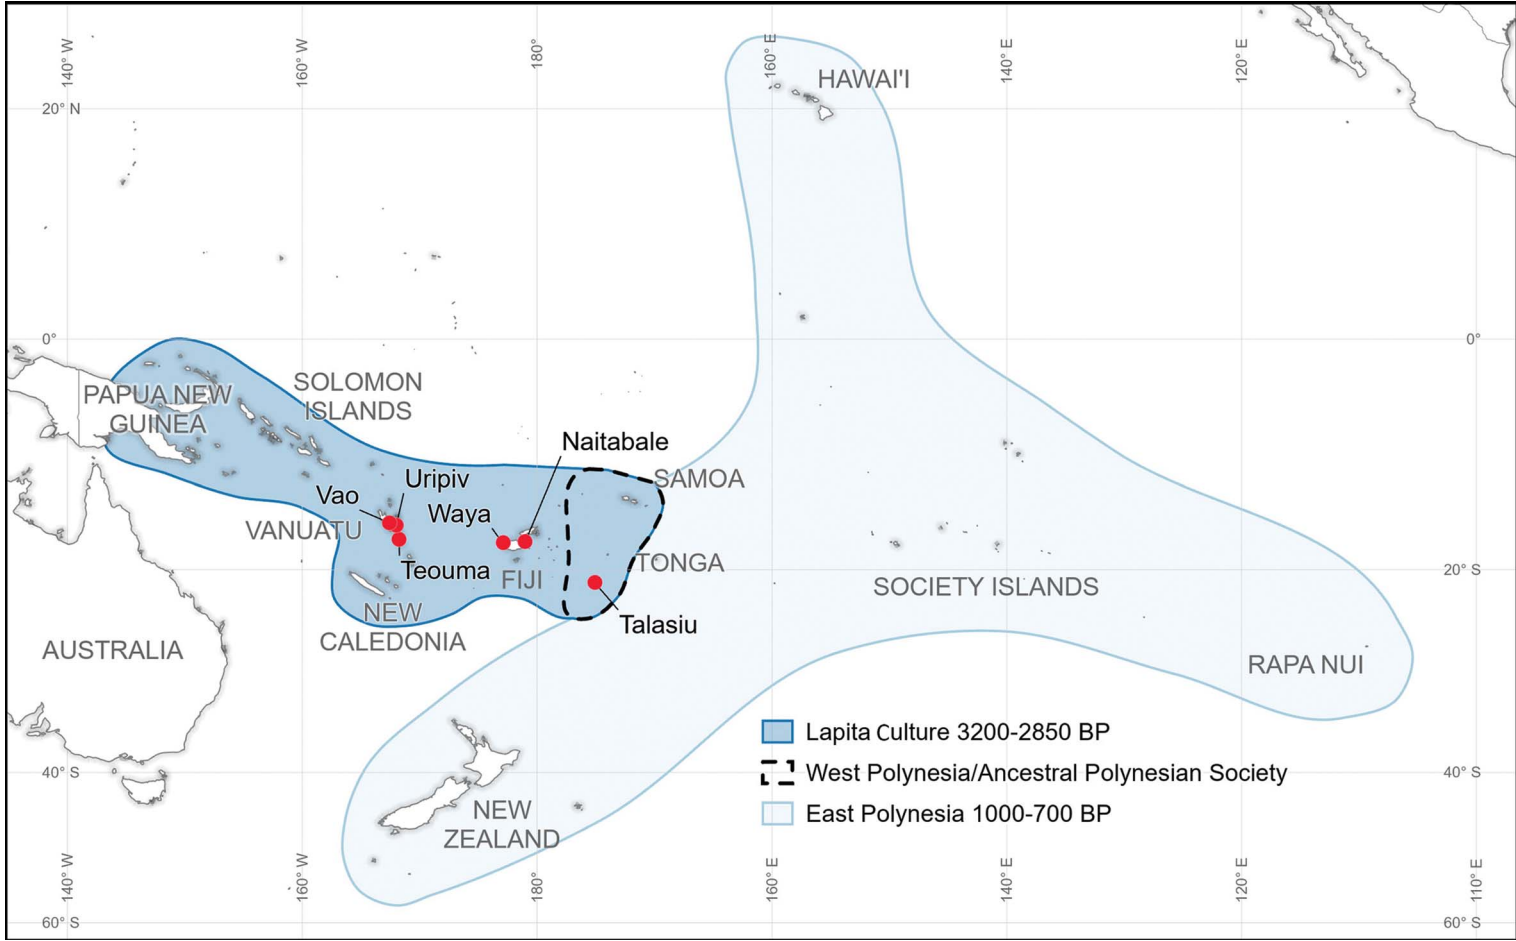 140° W
160° W
180°
160° E
140° E
120° E
HAWAI'I
20° N
0°
0°
PAPUA NEW
GUINEA
SOLOMON
ISLANDS
Naitabale
Uripiv
SAMOA
Vao
Waya
VANUATU
TONGA
Teouma
FIJI
20° S
SOCIETY ISLANDS
NEW
CALEDONIA
Talasiu
AUSTRALIA
RAPA NUI
Lapita Culture 3200-2850 BP
West Polynesia/Ancestral Polynesian Society
East Polynesia 1000-700 BP
40° S
40° S
NEW
ZEALAND
140° W
160° W
180°
160° E
140° E
120° E
110° E
60° S
60° S